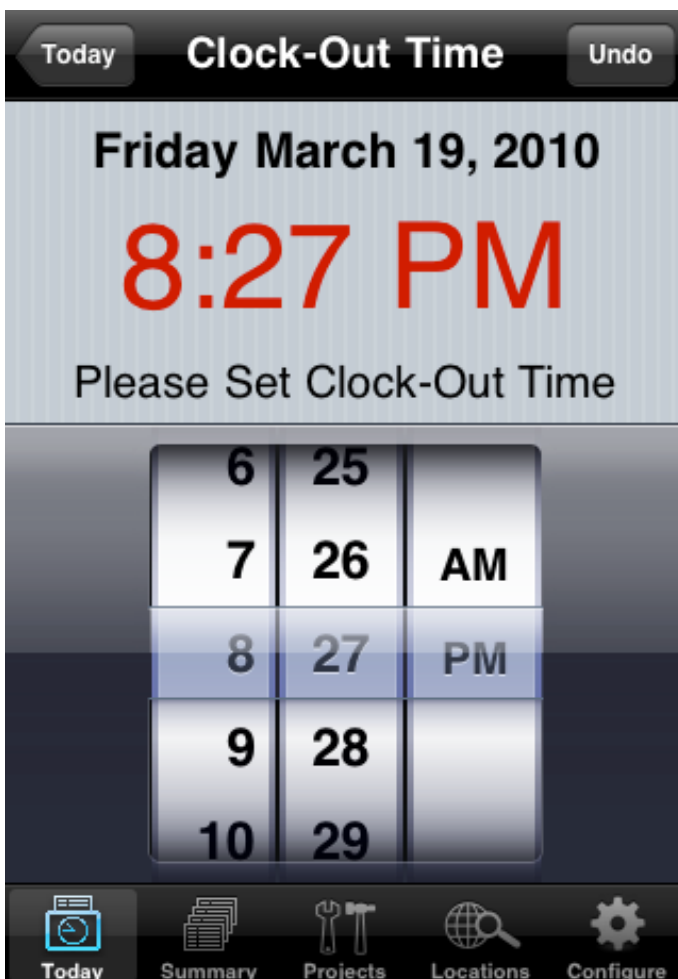 Today Clock-Out Time Undo
Friday March 19, 2010
8:27 PM
Please Set Clock-Out Time
6 25
7 26 AM
8 27 PM
9 28
10 29
Today Summary Projects Locations Configure